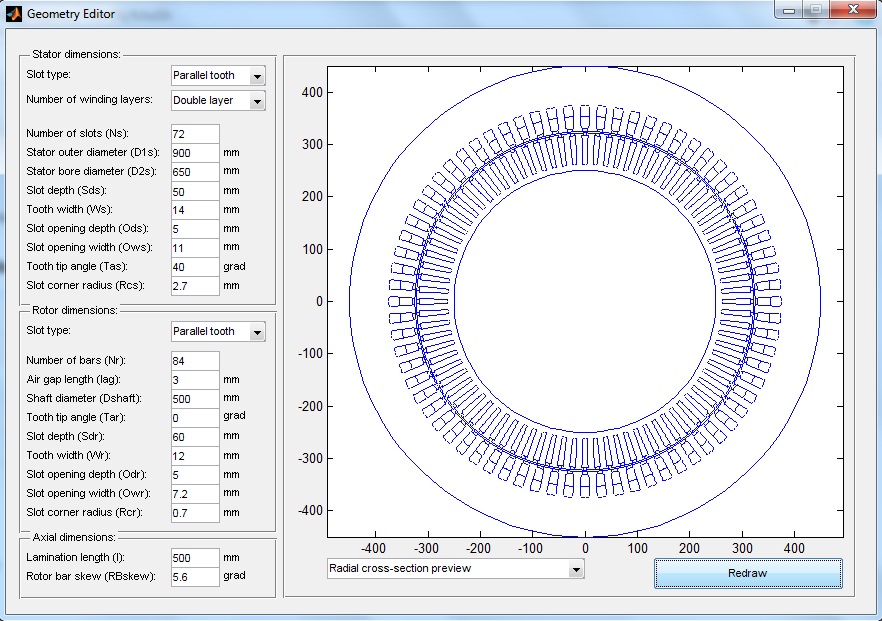 Geometry Editor
Stator dimensions:
Slot type: Parallel tooth
Number of winding layers: Double layer
Number of slots (Ns): 72
Stator outer diameter (D1s): 900 mm
Stator bore diameter (D2s): 650 mm
Slot depth (Sds): 50 mm
Tooth width (Ws): 14 mm
Slot opening depth (Ods): 5 mm
Slot opening width (Ows): 11 mm
Tooth tip angle (Tas): 40 grad
Slot corner radius (Rcs): 2.7 mm
Rotor dimensions:
Slot type: Parallel tooth
Number of bars (Nr): 84
Air gap length (lag): 3 mm
Shaft diameter (Dshaft): 500 mm
Tooth tip angle (Tar): 0 grad
Slot depth (Sdr): 60 mm
Tooth width (Wr): 12 mm
Slot opening depth (Odr): 5 mm
Slot opening width (Owr): 7.2 mm
Slot corner radius (Rcr): 0.7 mm
Axial dimensions:
Lamination length (l): 500 mm
Rotor bar skew (RBskew): 5.6 grad
400
300
200
100
0
-100
-200
-300
-400
-400 -300 -200 -100 0 100 200 300 400
Radial cross-section preview
Redraw